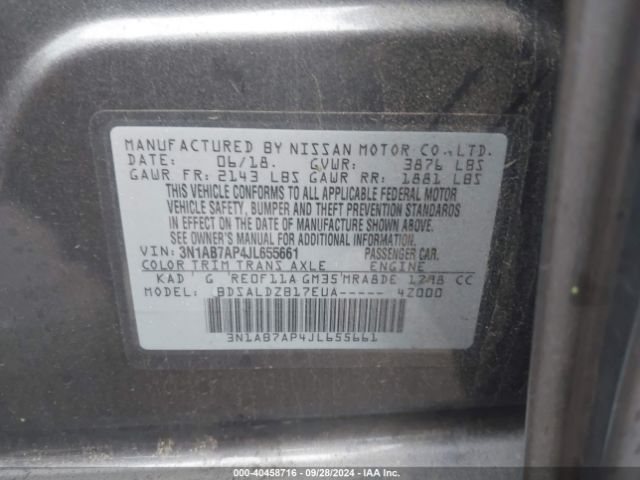 MANUFACTURED BY NISSAN MOTOR CO.,LTD.
DATE: 06/18. GVWR: 3876 LBS
GAWR FR: 2143 LBS GAWR RR: 1881 LBS
THIS VEHICLE CONFORMS TO ALL APPLICABLE FEDERAL MOTOR
VEHICLE SAFETY, BUMPER AND THEFT PREVENTION STANDARDS
IN EFFECT ON THE DATE OF MANUFACTURE SHOWN ABOVE.
SEE OWNER'S MANUAL FOR ADDITIONAL INFORMATION.
VIN: 3N1AB7AP4JL655661 PASSENGER CAR.
COLOR TRIM TRANS AXLE ENGINE
KAD G RE0F11A GM35 MRA8DE 1798 CC
MODEL: BDSALDZB17EUA----- 4Z000
3N1AB7AP4JL655661
000-40458716 - 09/28/2024 - IAA Inc.